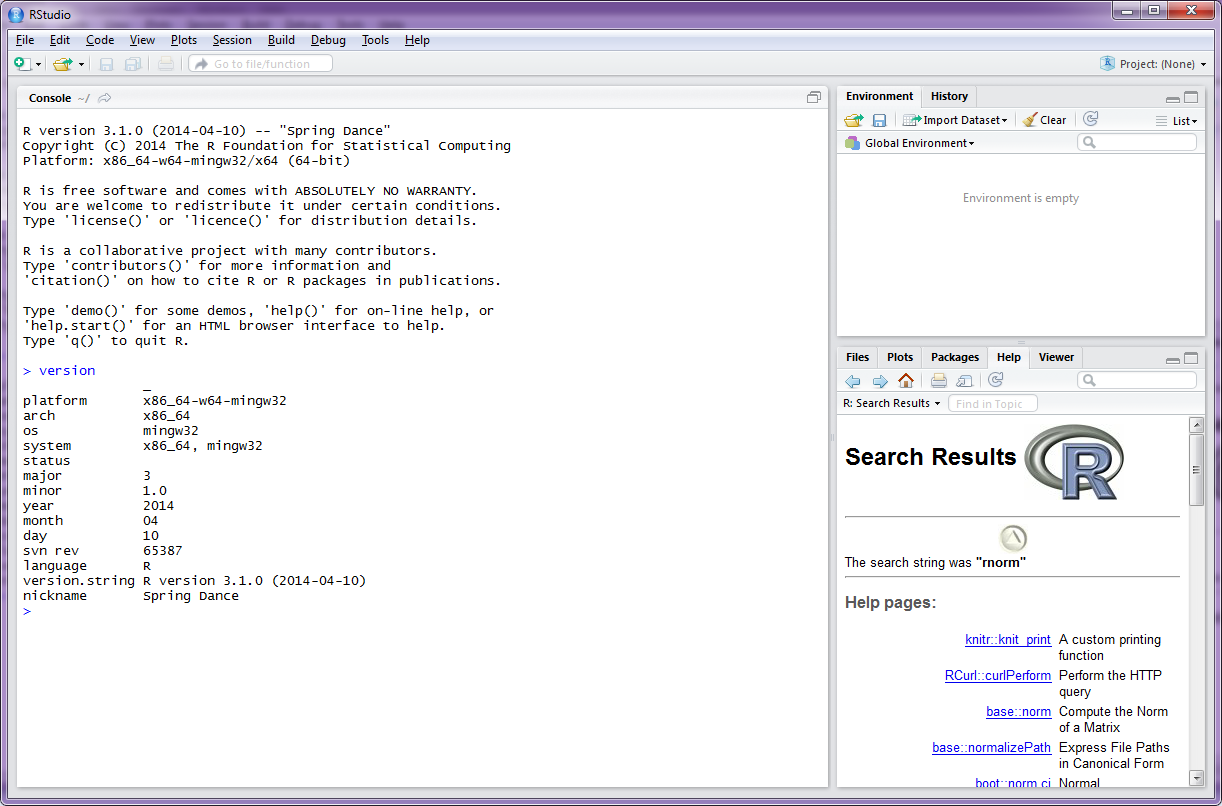 RStudio
File Edit Code View Plots Session Build Debug Tools Help
Go to file/function
Project: (None)
Console ~/
R version 3.1.0 (2014-04-10) -- "Spring Dance"
Copyright (C) 2014 The R Foundation for Statistical Computing
Platform: x86_64-w64-mingw32/x64 (64-bit)
R is free software and comes with ABSOLUTELY NO WARRANTY.
You are welcome to redistribute it under certain conditions.
Type 'license()' or 'licence()' for distribution details.
R is a collaborative project with many contributors.
Type 'contributors()' for more information and
'citation()' on how to cite R or R packages in publications.
Type 'demo()' for some demos, 'help()' for on-line help, or
'help.start()' for an HTML browser interface to help.
Type 'q()' to quit R.
> version
_
platform x86_64-w64-mingw32
arch x86_64
os mingw32
system x86_64, mingw32
status
major 3
minor 1.0
year 2014
month 04
day 10
svn rev 65387
language R
version.string R version 3.1.0 (2014-04-10)
nickname Spring Dance
>
Environment History
Import Dataset Clear List
Global Environment
Environment is empty
Files Plots Packages Help Viewer
R: Search Results Find in Topic
Search Results R
The search string was "rnorm"
Help pages:
knitr::knit_print A custom printing
function
RCurl::curlPerform Perform the HTTP
query
base::norm Compute the Norm
of a Matrix
base::normalizePath Express File Paths
in Canonical Form
boot::norm.ci Normal